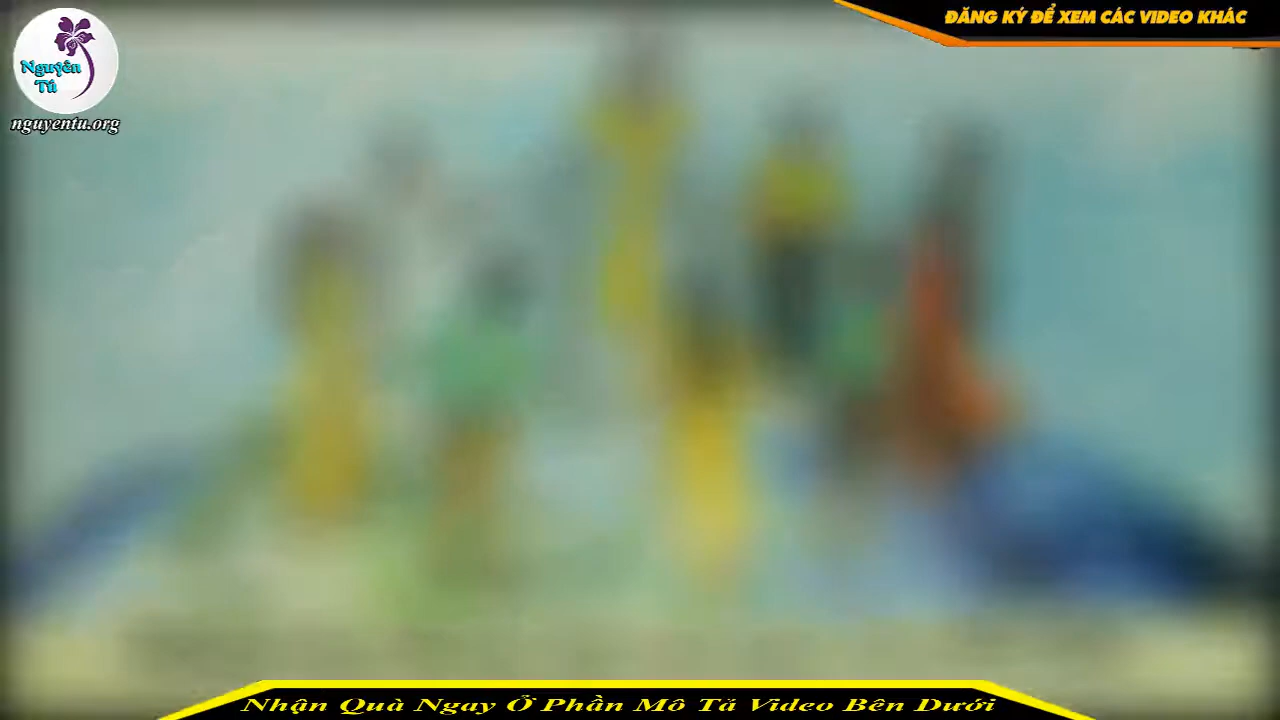 ĐĂNG KÝ ĐỂ XEM CÁC VIDEO KHÁC
Nguyên
Tú
nguyentu.org
Nhận Quà Ngay Ở Phần Mô Tả Video Bên Dưới